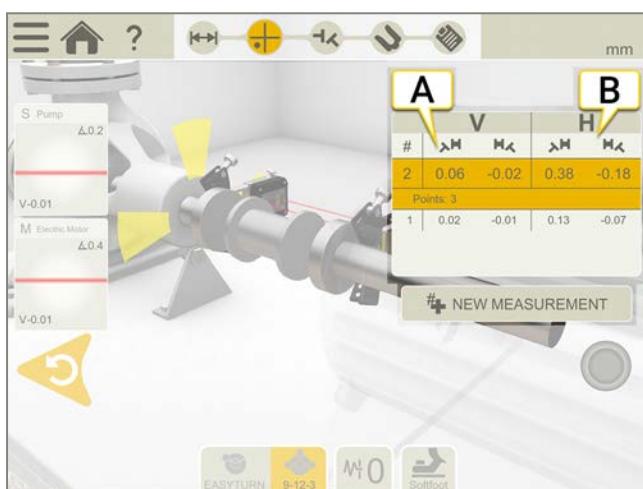 ?
mm
A
B
V H
#
2 0.06 -0.02 0.38 -0.18
Points: 3
1 0.02 -0.01 0.13 -0.07
NEW MEASUREMENT
S Pump
∡0.2
V-0.01
M Electric Motor
∡0.4
V-0.01
EASYTURN
9-12-3
0
Softfoot